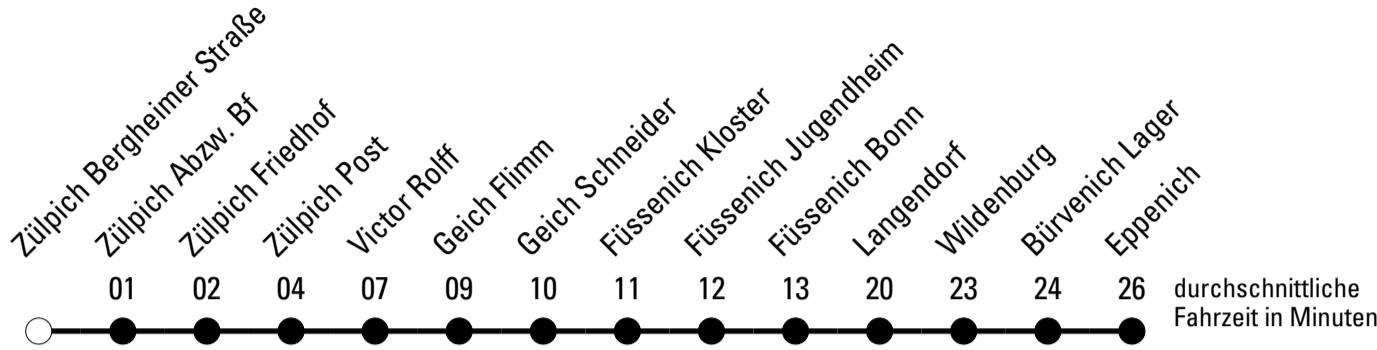 Zülpich Bergheimer Straße
Zülpich Abzw. Bf
Zülpich Friedhof
Zülpich Post
Victor Rolff
Geich Flimm
Geich Schneider
Füssenich Kloster
Füssenich Jugendheim
Füssenich Bonn
Langendorf
Wildenburg
Bürvenich Lager
Eppenich
01 02 04 07 09 10 11 12 13 20 23 24 26
durchschnittliche
Fahrzeit in Minuten